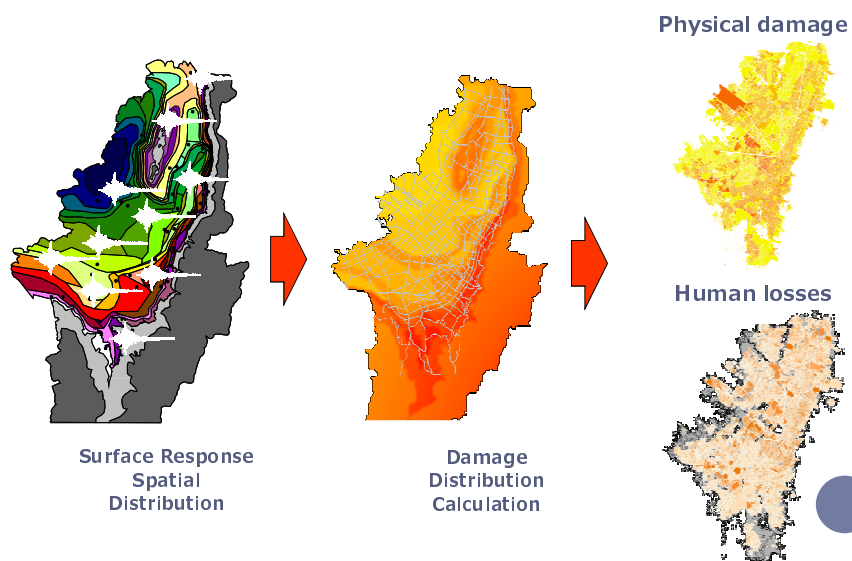 Physical damage
Human losses
Surface Response
Spatial
Distribution
Damage
Distribution
Calculation